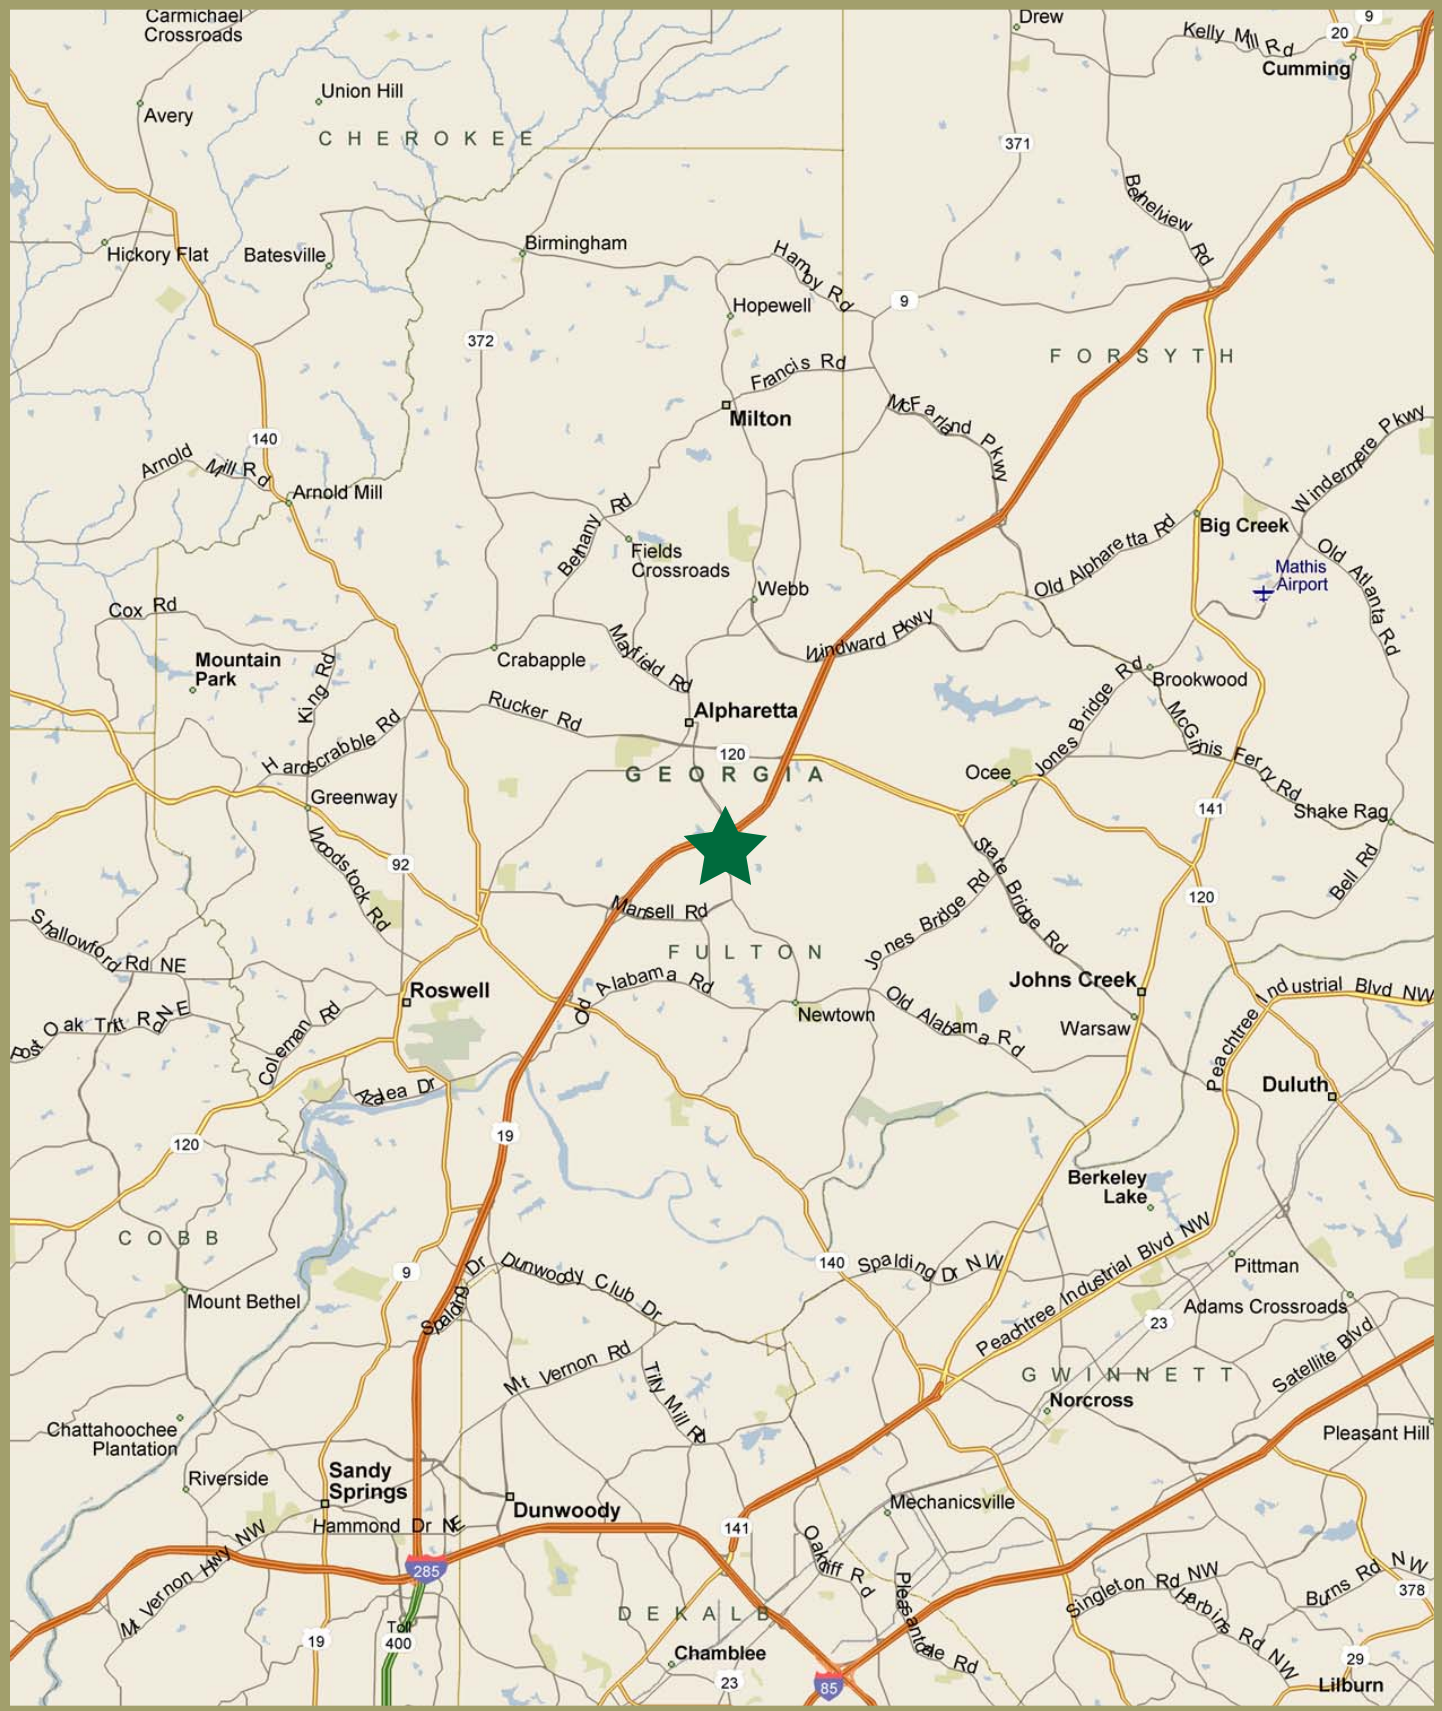 Carmichael
Crossroads
Drew
9
20
Kelly Mill Rd
Cumming
Avery
Union Hill
CHEROKEE
371
Bethelview Rd
Hickory Flat
Batesville
Birmingham
Hamby Rd
Hopewell
9
372
FORSYTH
Francis Rd
McFarland Pkwy
Milton
Windermere Pkwy
140
Arnold Mill Rd
Arnold Mill
Bethany Rd
Fields
Crossroads
Old Alpharetta Rd
Big Creek
Old Atlanta Rd
Mathis
Airport
Webb
Cox Rd
Windward Pkwy
Mountain
Park
King Rd
Crabapple
Mayfield Rd
Jones Bridge Rd
Brookwood
McGinnis Ferry Rd
Rucker Rd
Alpharetta
Hardscrabble Rd
120
GEORGIA
Ocee
Greenway
141
Shake Rag
Woodstock Rd
92
State Bridge Rd
Bell Rd
Jones Bridge Rd
120
Mansell Rd
Shallowford Rd NE
FULTON
Old Alabama Rd
Johns Creek
Roswell
Newtown
Old Alabama Rd
Warsaw
Peachtree Industrial Blvd NW
Post Oak Tritt Rd NE
Coleman Rd
Azalea Dr
Duluth
19
120
Berkeley
Lake
COBB
9
Spalding Dr
Dunwoody Club Dr
140
Spalding Dr NW
Peachtree Industrial Blvd NW
Pittman
Mount Bethel
Adams Crossroads
23
Mt Vernon Rd
Tilly Mill Rd
GWINNETT
Satellite Blvd
Norcross
Chattahoochee
Plantation
Pleasant Hill
Riverside
Sandy
Springs
Dunwoody
Mechanicsville
Hammond Dr NE
141
Mt Vernon Hwy NW
285
Oakcliff Rd
Pleasantdale Rd
Singleton Rd NW
Harbins Rd NW
Burns Rd NW
378
DEKALB
Toll
400
19
Chamblee
23
85
29
Lilburn